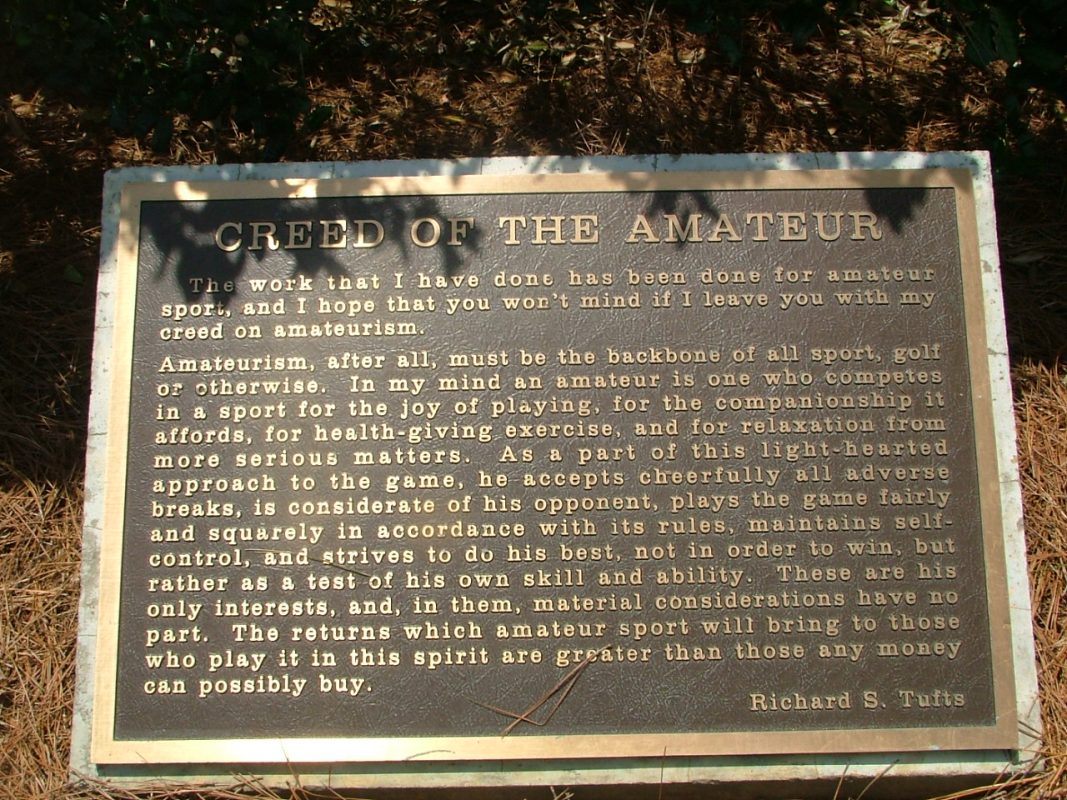 CREED OF THE AMATEUR
The work that I have done has been done for amateur
sport, and I hope that you won't mind if I leave you with my
creed on amateurism.
Amateurism, after all, must be the backbone of all sport, golf
or otherwise. In my mind an amateur is one who competes
in a sport for the joy of playing, for the companionship it
affords, for health-giving exercise, and for relaxation from
more serious matters. As a part of this light-hearted
approach to the game, he accepts cheerfully all adverse
breaks, is considerate of his opponent, plays the game fairly
and squarely in accordance with its rules, maintains self-
control, and strives to do his best, not in order to win, but
rather as a test of his own skill and ability. These are his
only interests, and, in them, material considerations have no
part. The returns which amateur sport will bring to those
who play it in this spirit are greater than those any money
can possibly buy.
Richard S. Tufts